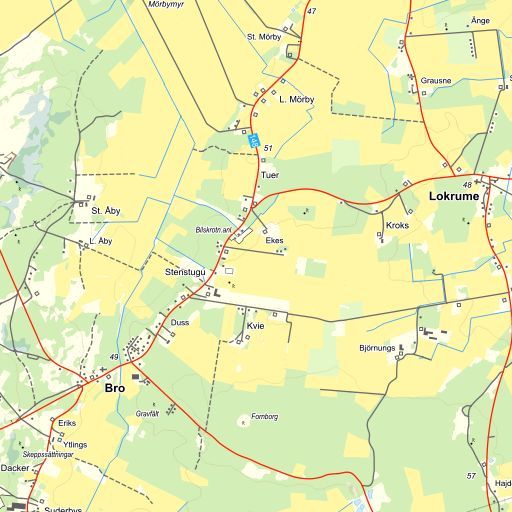 Mörbymyr
47
Änge
St. Mörby
Grausne
L. Mörby
51
Tuer
48
Lokrume
St. Åby
Bilskrotn.anl.
Kroks
L. Åby
Ekes
Stenstugu
Duss
Kvie
Björnungs
49
Bro
Gravfält
Fornborg
Eriks
Ytlings
Skeppssättningar
Dacker
57
Hajd
Suderbys